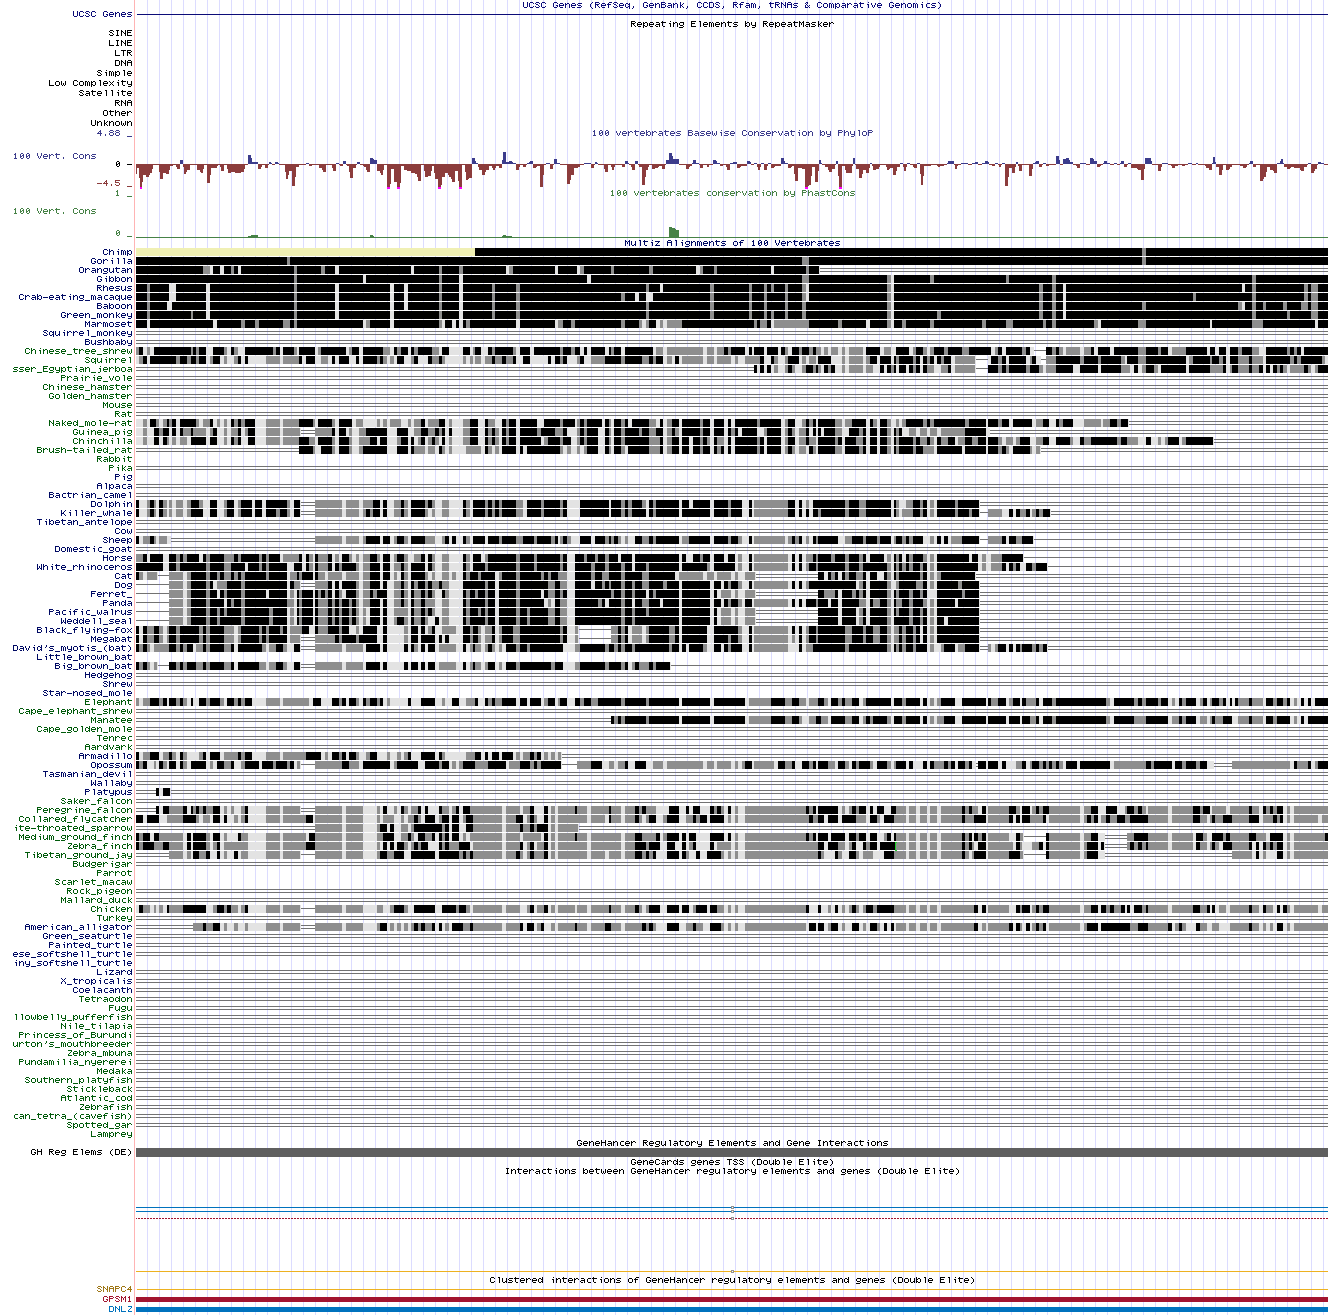 UCSC Genes (RefSeq, GenBank, CCDS, Rfam, tRNAs & Comparative Genomics)
UCSC Genes
Repeating Elements by RepeatMasker
SINE
LINE
LTR
DNA
Simple
Low Complexity
Satellite
RNA
Other
Unknown
4.88 _
100 vertebrates Basewise Conservation by PhyloP
100 Vert. Cons
0 _
-4.5 _
1 _
100 vertebrates conservation by PhastCons
100 Vert. Cons
0 _
Multiz Alignments of 100 Vertebrates
Chimp
Gorilla
Orangutan
Gibbon
Rhesus
Crab-eating_macaque
Baboon
Green_monkey
Marmoset
Squirrel_monkey
Bushbaby
Chinese_tree_shrew
Squirrel
sser_Egyptian_jerboa
Prairie_vole
Chinese_hamster
Golden_hamster
Mouse
Rat
Naked_mole-rat
Guinea_pig
Chinchilla
Brush-tailed_rat
Rabbit
Pika
Pig
Alpaca
Bactrian_camel
Dolphin
Killer_whale
Tibetan_antelope
Cow
Sheep
Domestic_goat
Horse
White_rhinoceros
Cat
Dog
Ferret_
Panda
Pacific_walrus
Weddell_seal
Black_flying-fox
Megabat
David's_myotis_(bat)
Little_brown_bat
Big_brown_bat
Hedgehog
Shrew
Star-nosed_mole
Elephant
Cape_elephant_shrew
Manatee
Cape_golden_mole
Tenrec
Aardvark
Armadillo
Opossum
Tasmanian_devil
Wallaby
Platypus
Saker_falcon
Peregrine_falcon
Collared_flycatcher
ite-throated_sparrow
Medium_ground_finch
Zebra_finch
Tibetan_ground_jay
Budgerigar
Parrot
Scarlet_macaw
Rock_pigeon
Mallard_duck
Chicken
Turkey
American_alligator
Green_seaturtle
Painted_turtle
ese_softshell_turtle
iny_softshell_turtle
Lizard
X_tropicalis
Coelacanth
Tetraodon
Fugu
llowbelly_pufferfish
Nile_tilapia
Princess_of_Burundi
urton's_mouthbreeder
Zebra_mbuna
Pundamilia_nyererei
Medaka
Southern_platyfish
Stickleback
Atlantic_cod
Zebrafish
can_tetra_(cavefish)
Spotted_gar
Lamprey
GeneHancer Regulatory Elements and Gene Interactions
GH Reg Elems (DE)
GeneCards genes TSS (Double Elite)
Interactions between GeneHancer regulatory elements and genes (Double Elite)
Clustered interactions of GeneHancer regulatory elements and genes (Double Elite)
SNAPC4
GPSM1
DNLZ